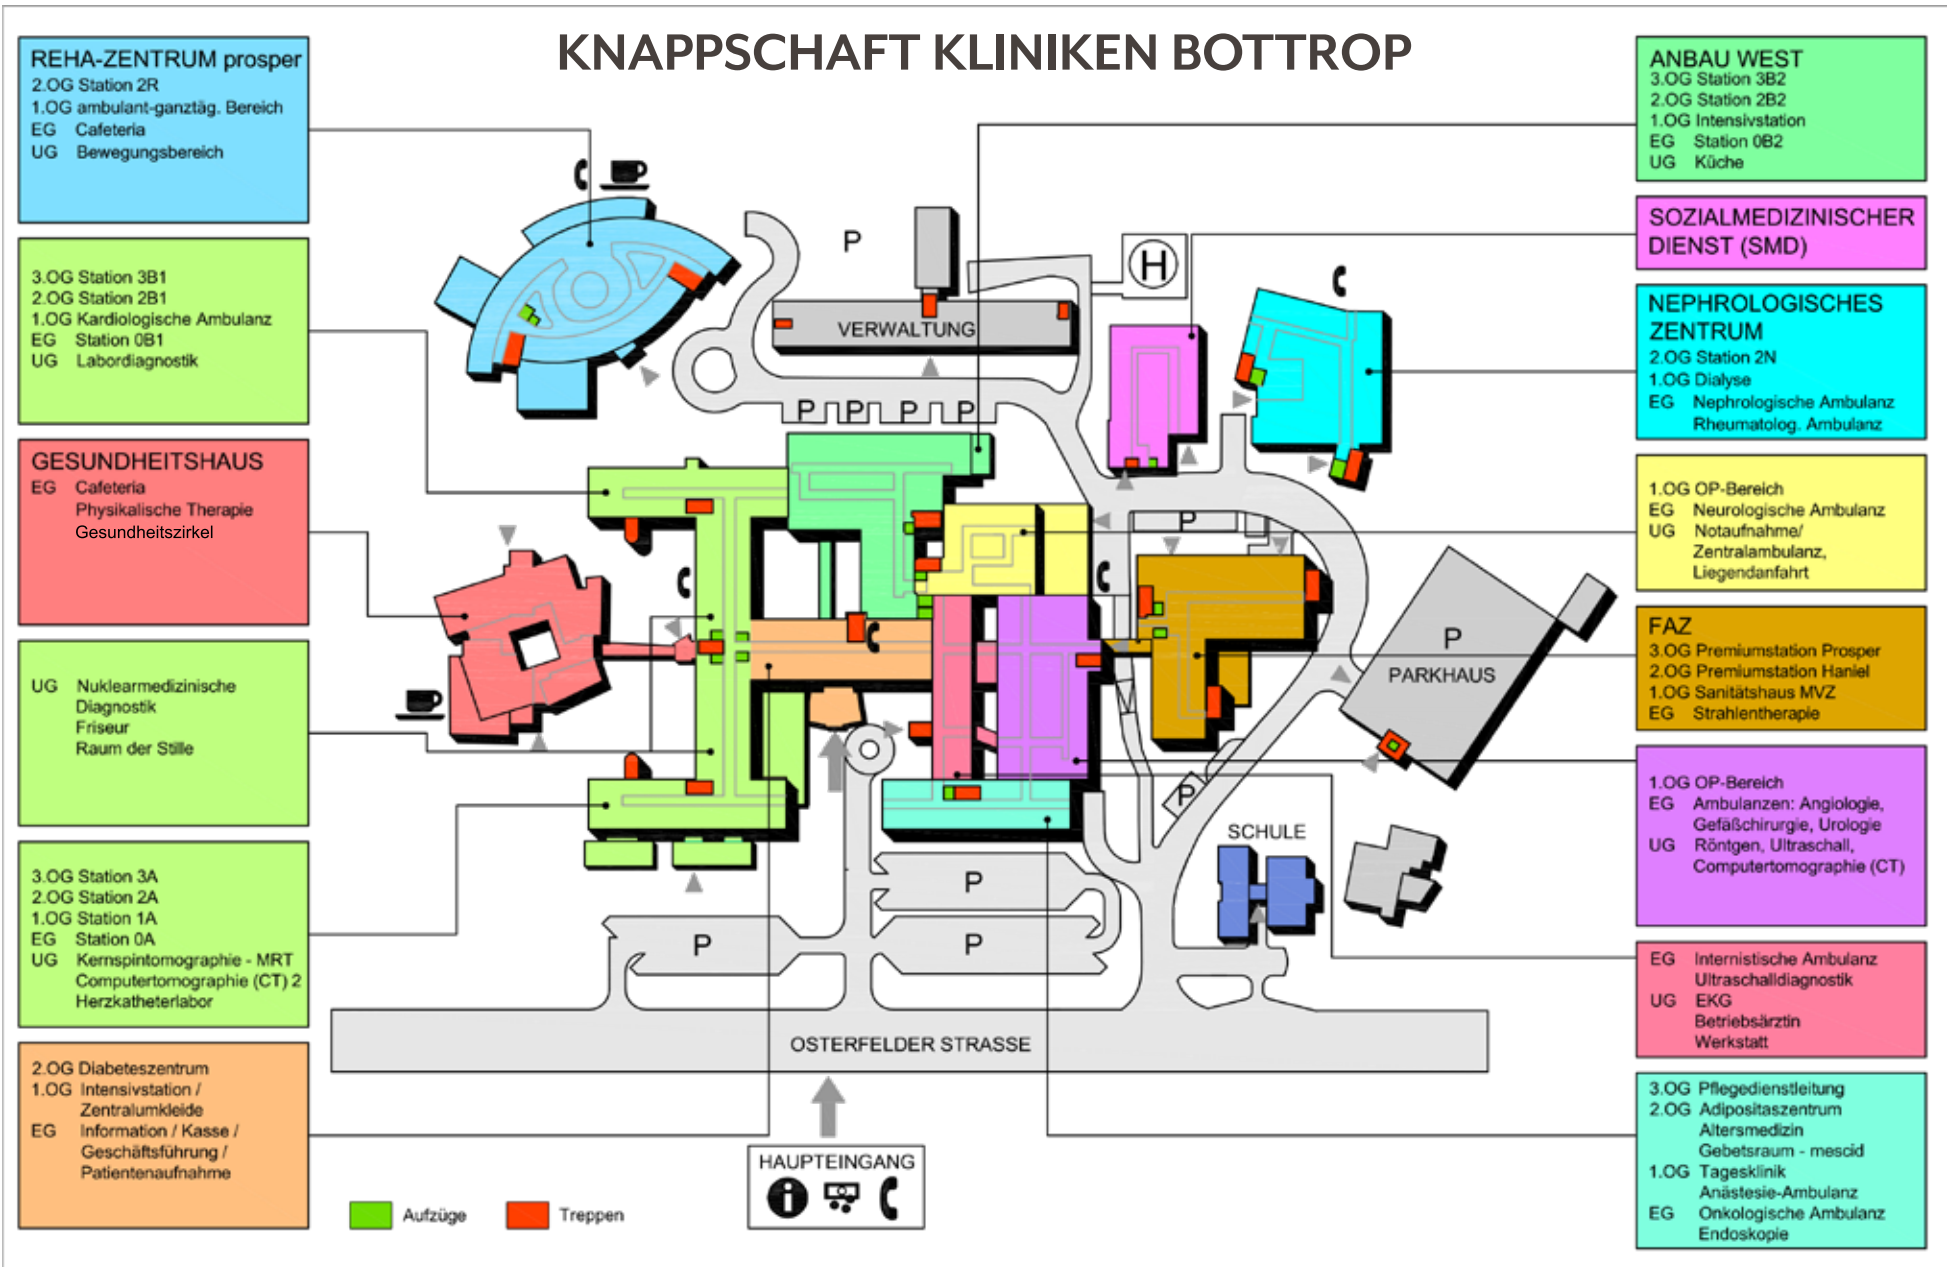 KNAPPSCHAFT KLINIKEN BOTTROP
REHA-ZENTRUM prosper
2.OG Station 2R
1.OG ambulant-ganztäg. Bereich
EG Cafeteria
UG Bewegungsbereich
3.OG Station 3B1
2.OG Station 2B1
1.OG Kardiologische Ambulanz
EG Station 0B1
UG Labordiagnostik
GESUNDHEITSHAUS
EG Cafeteria
Physikalische Therapie
Gesundheitszirkel
UG Nuklearmedizinische
Diagnostik
Friseur
Raum der Stille
3.OG Station 3A
2.OG Station 2A
1.OG Station 1A
EG Station 0A
UG Kernspintomographie - MRT
Computertomographie (CT) 2
Herzkatheterlabor
2.OG Diabeteszentrum
1.OG Intensivstation /
Zentralumkleide
EG Information / Kasse /
Geschäftsführung /
Patientenaufnahme
P
H
VERWALTUNG
P P P P
P
P
PARKHAUS
P
SCHULE
P
P
P
OSTERFELDER STRASSE
HAUPTEINGANG
i
Aufzüge
Treppen
ANBAU WEST
3.OG Station 3B2
2.OG Station 2B2
1.OG Intensivstation
EG Station 0B2
UG Küche
SOZIALMEDIZINISCHER
DIENST (SMD)
NEPHROLOGISCHES
ZENTRUM
2.OG Station 2N
1.OG Dialyse
EG Nephrologische Ambulanz
Rheumatolog. Ambulanz
1.OG OP-Bereich
EG Neurologische Ambulanz
UG Notaufnahme/
Zentralambulanz,
Liegendanfahrt
FAZ
3.OG Premiumstation Prosper
2.OG Premiumstation Haniel
1.OG Sanitätshaus MVZ
EG Strahlentherapie
1.OG OP-Bereich
EG Ambulanzen: Angiologie,
Gefäßchirurgie, Urologie
UG Röntgen, Ultraschall,
Computertomographie (CT)
EG Internistische Ambulanz
Ultraschalldiagnostik
UG EKG
Betriebsärztin
Werkstatt
3.OG Pflegedienstleitung
2.OG Adipositaszentrum
Altersmedizin
Gebetsraum - mescid
1.OG Tagesklinik
Anästesie-Ambulanz
EG Onkologische Ambulanz
Endoskopie